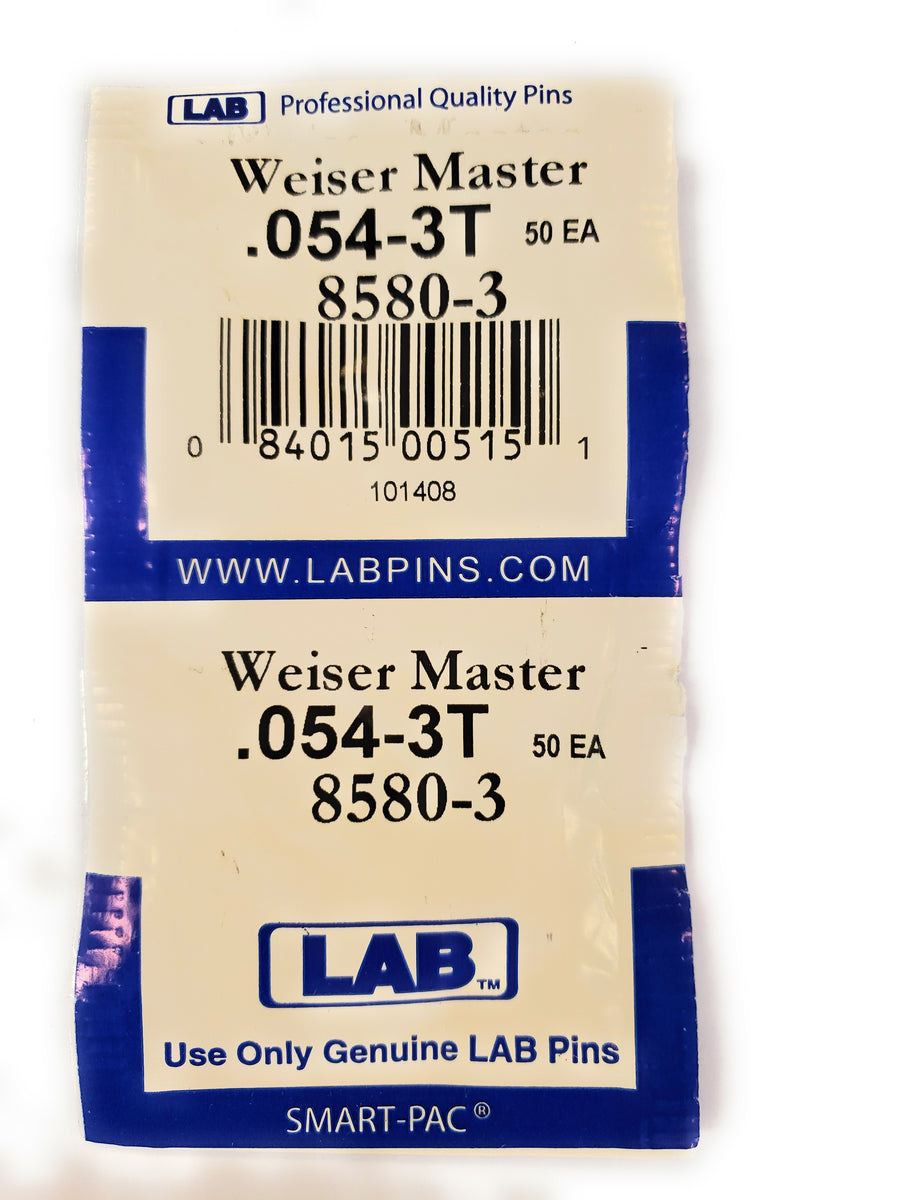 LAB Professional Quality Pins
Weiser Master
.054-3T 50 EA
8580-3
0 84015 00515 1
101408
WWW.LABPINS.COM
Weiser Master
.054-3T 50 EA
8580-3
LAB™
Use Only Genuine LAB Pins
SMART-PAC®